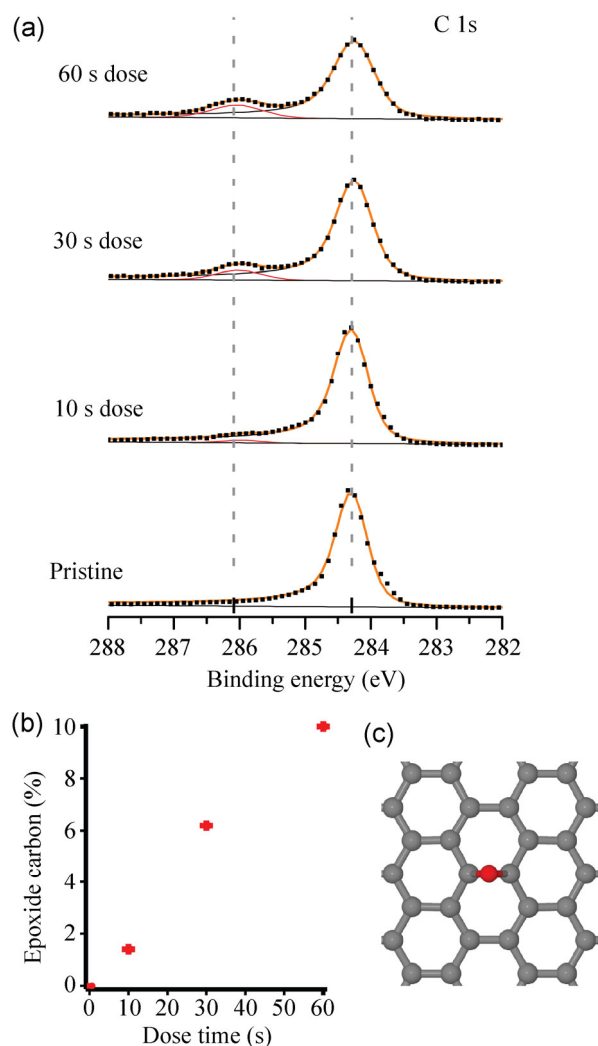 (a)
C 1s
60 s dose
30 s dose
10 s dose
Pristine
288 287 286 285 284 283 282
Binding energy (eV)
(b)
Epoxide carbon (%)
10
8
6
4
2
0
0 10 20 30 40 50 60
Dose time (s)
(c)